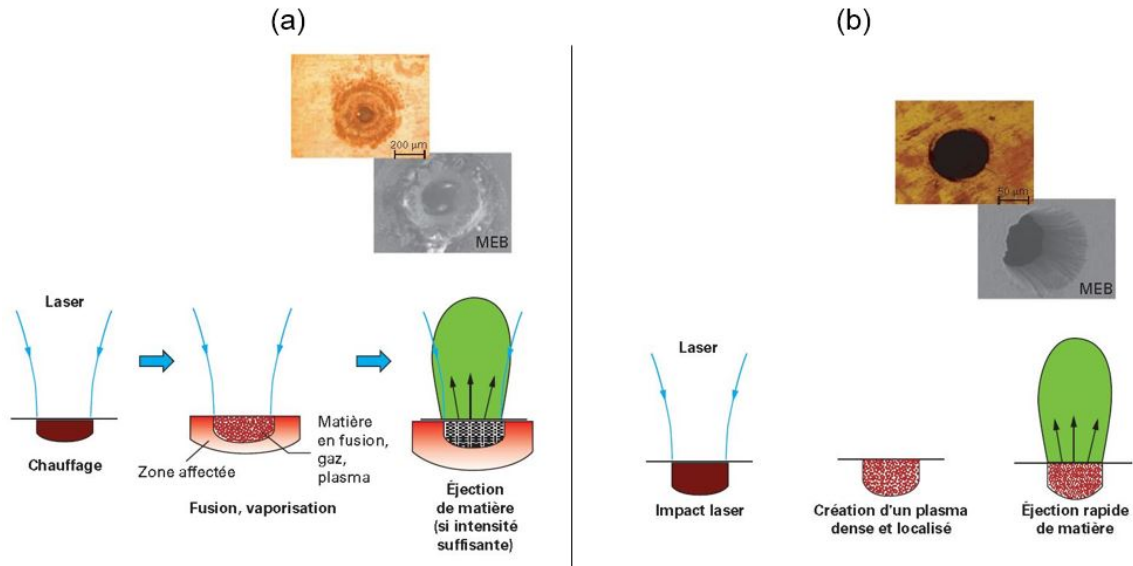 (a)
200 µm
MEB
Laser
Chauffage
Zone affectée
Matière
en fusion,
gaz,
plasma
Fusion, vaporisation
Éjection
de matière
(si intensité
suffisante)
(b)
50 µm
MEB
Laser
Impact laser
Création d'un plasma
dense et localisé
Éjection rapide
de matière